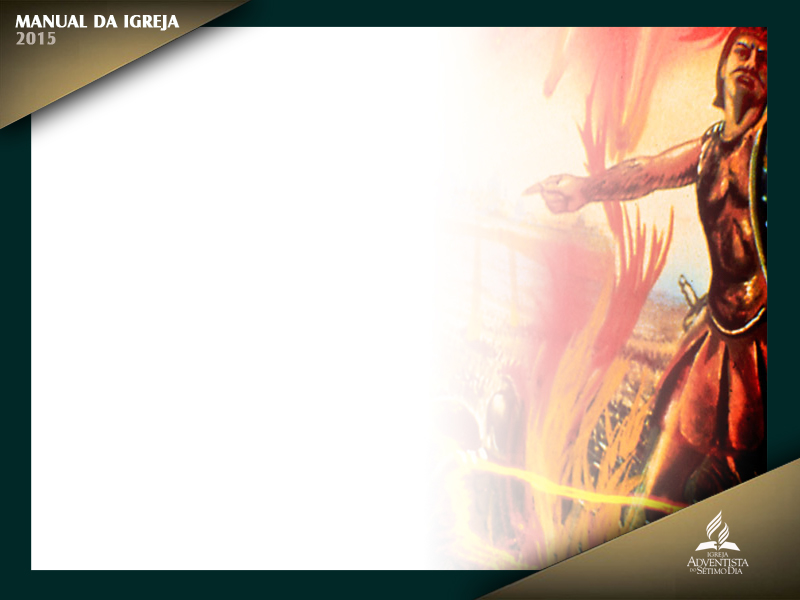 MANUAL DA IGREJA
2015
IGREJA
ADVENTISTA
DO SÉTIMO DIA